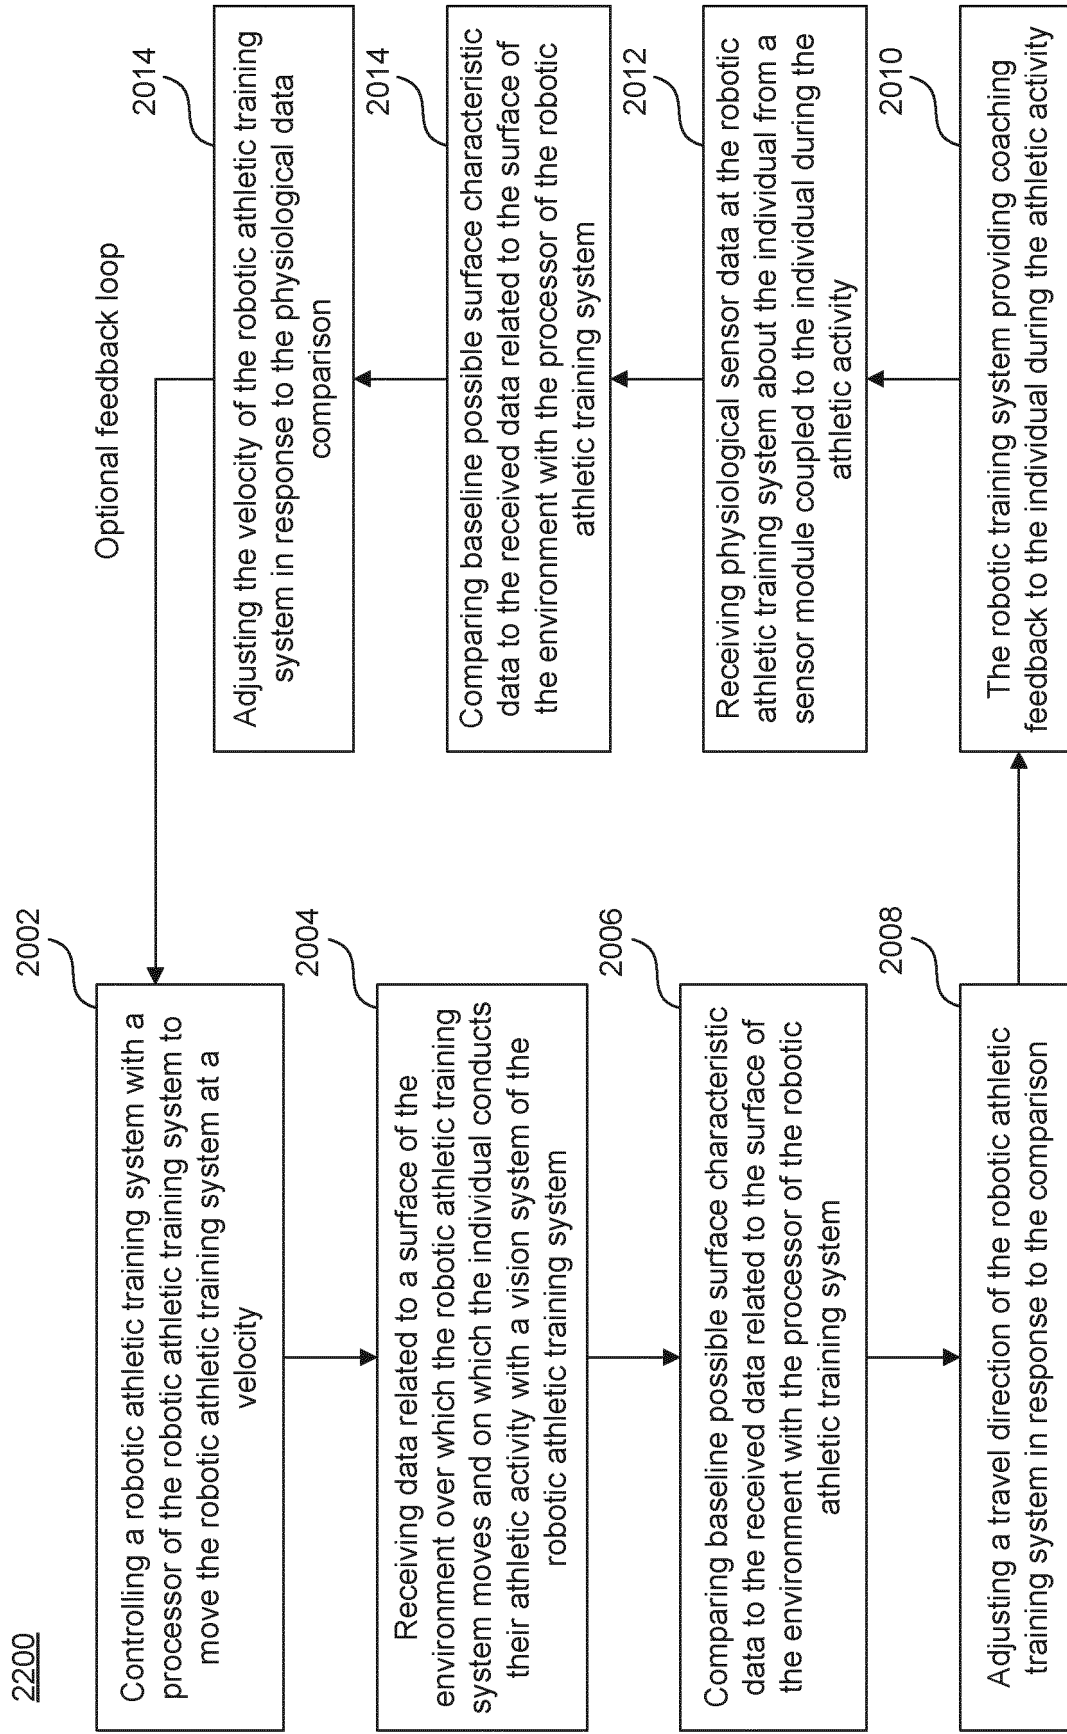 2200
2002
Controlling a robotic athletic training system with a
processor of the robotic athletic training system to
move the robotic athletic training system at a
velocity
2004
Receiving data related to a surface of the
environment over which the robotic athletic training
system moves and on which the individual conducts
their athletic activity with a vision system of the
robotic athletic training system
2006
Comparing baseline possible surface characteristic
data to the received data related to the surface of
the environment with the processor of the robotic
athletic training system
2008
Adjusting a travel direction of the robotic athletic
training system in response to the comparison
2010
The robotic training system providing coaching
feedback to the individual during the athletic activity
2012
Receiving physiological sensor data at the robotic
athletic training system about the individual from a
sensor module coupled to the individual during the
athletic activity
2014
Comparing baseline possible surface characteristic
data to the received data related to the surface of
the environment with the processor of the robotic
athletic training system
2014
Adjusting the velocity of the robotic athletic training
system in response to the physiological data
comparison
Optional feedback loop